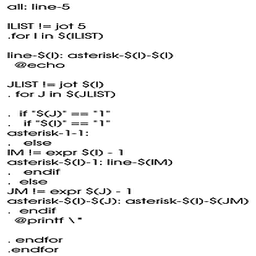 all: line-5
ILIST != jot 5
.for I in $(ILIST)
line-$(I): asterisk-$(I)-$(I)
@echo
JLIST != jot $(I)
. for J in $(JLIST)
. if "$(J)" == "1"
. if "$(I)" == "1"
asterisk-1-1:
. else
IM != expr $(I) - 1
asterisk-$(I)-1: line-$(IM)
. endif
. else
JM != expr $(J) - 1
asterisk-$(I)-$(J): asterisk-$(I)-$(JM)
. endif
@printf \*
. endfor
.endfor